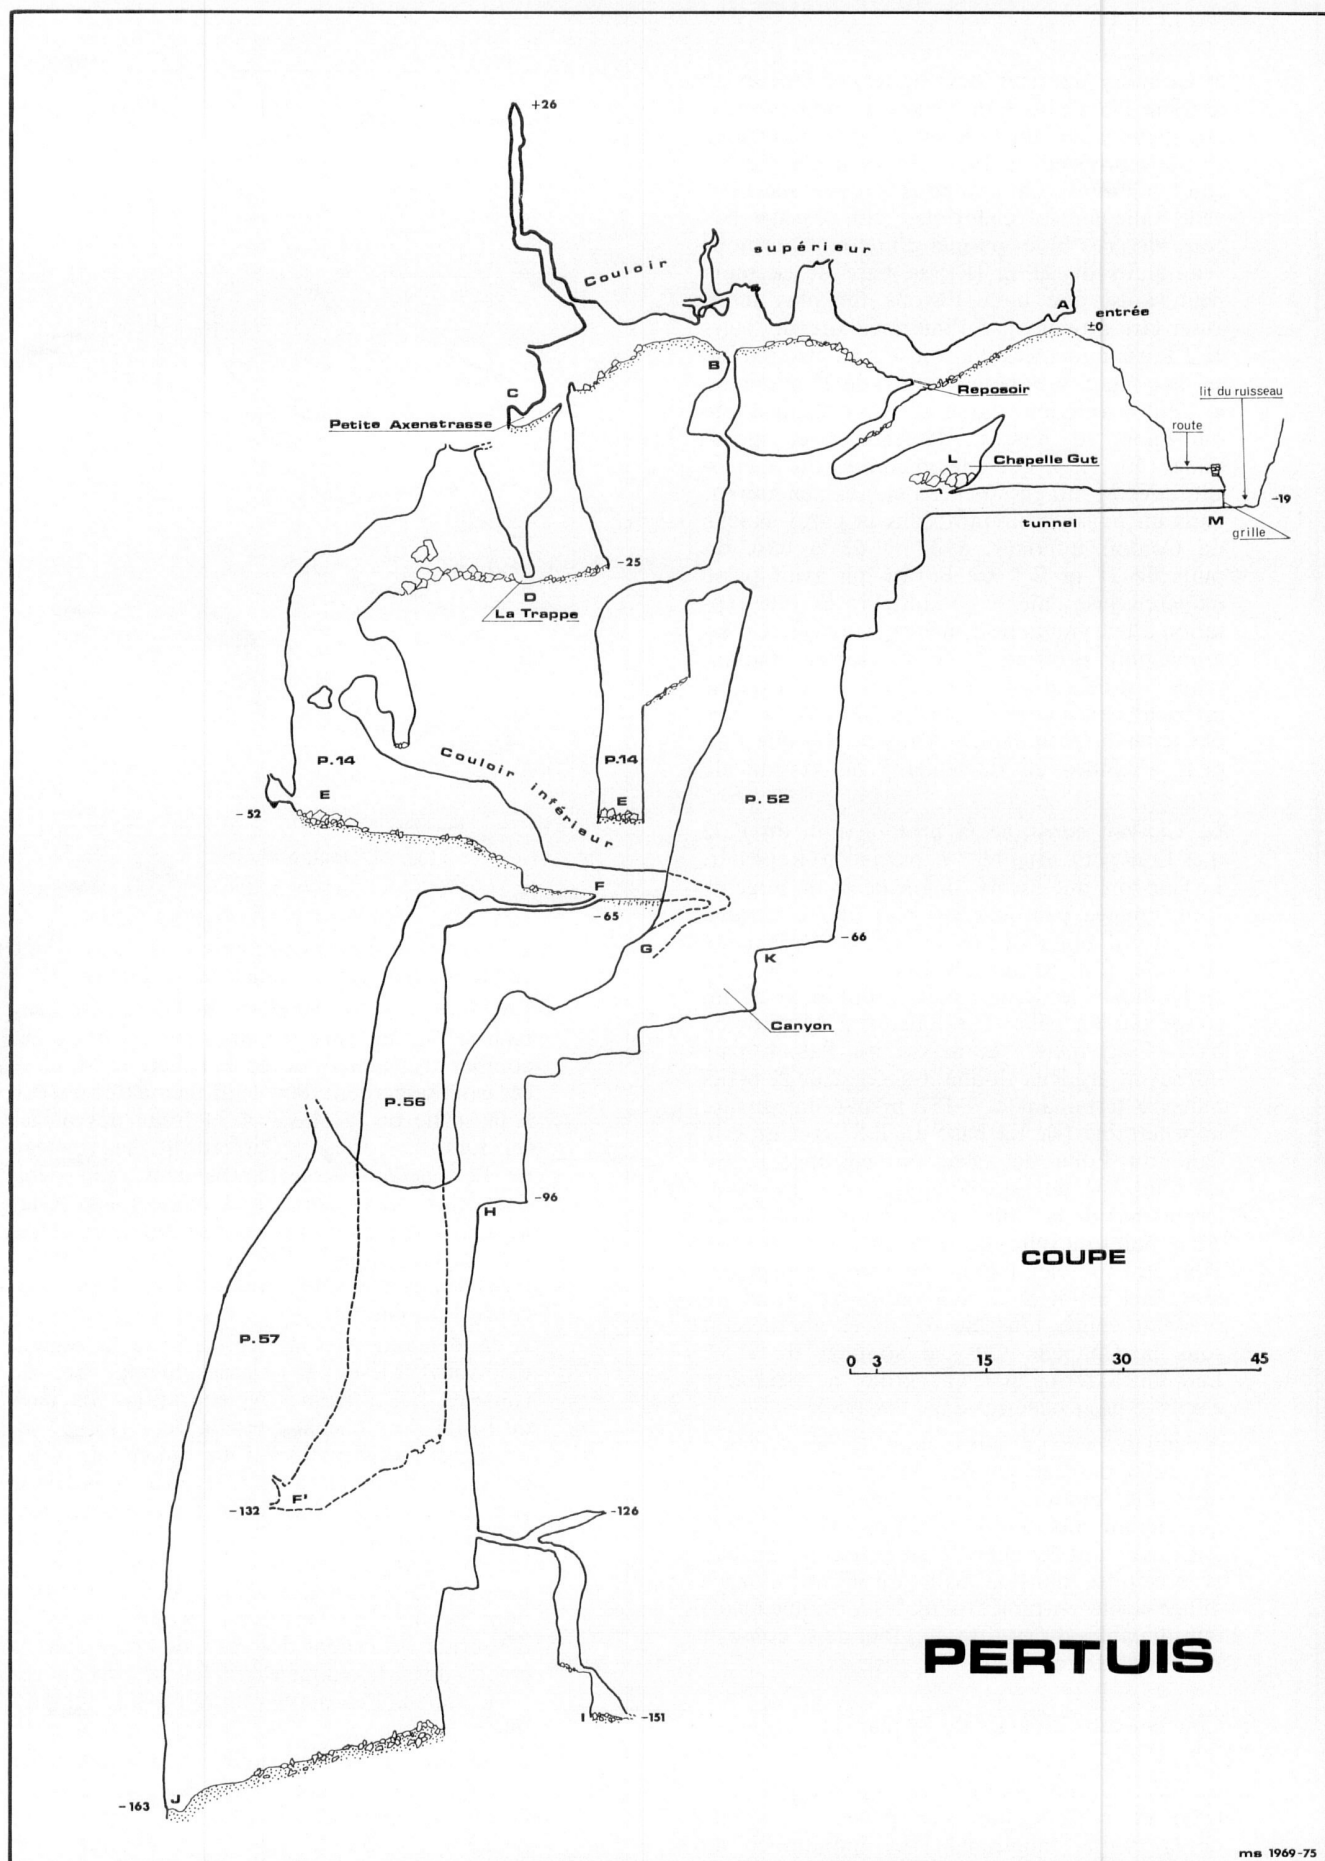 +26
Couloir supérieur
A
entrée
±0
B
C
Reposoir
lit du ruisseau
Petite Axenstrasse
route
L
Chapelle Gut
-19
tunnel
M
grille
-25
D
La Trappe
P.14
Couloir inférieur
P.14
P.52
E
E
-52
F
-65
G
-66
K
Canyon
P.56
-96
H
COUPE
P.57
0 3 15 30 45
F'
-132
-126
PERTUIS
I
-151
J
-163
ms 1969-75